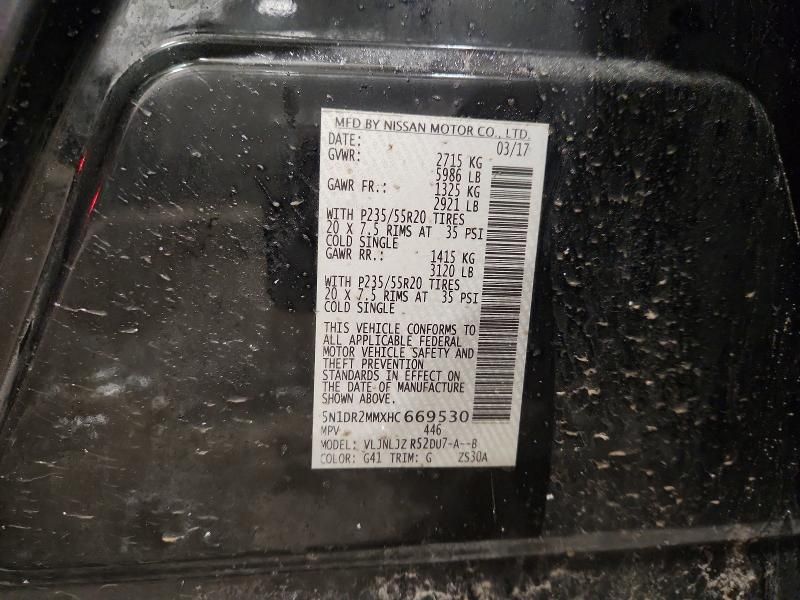 MFD BY NISSAN MOTOR CO., LTD.
DATE: 03/17
GVWR: 2715 KG
5986 LB
GAWR FR.: 1325 KG
2921 LB
WITH P235/55R20 TIRES
20 X 7.5 RIMS AT 35 PSI
COLD SINGLE
GAWR RR.: 1415 KG
3120 LB
WITH P235/55R20 TIRES
20 X 7.5 RIMS AT 35 PSI
COLD SINGLE
THIS VEHICLE CONFORMS TO
ALL APPLICABLE FEDERAL
MOTOR VEHICLE SAFETY AND
THEFT PREVENTION
STANDARDS IN EFFECT ON
THE DATE OF MANUFACTURE
SHOWN ABOVE.
5N1DR2MMXHC669530
MPV 446
MODEL: VLJNLJZ R52DU7-A--B
COLOR: G41 TRIM: G ZS30A